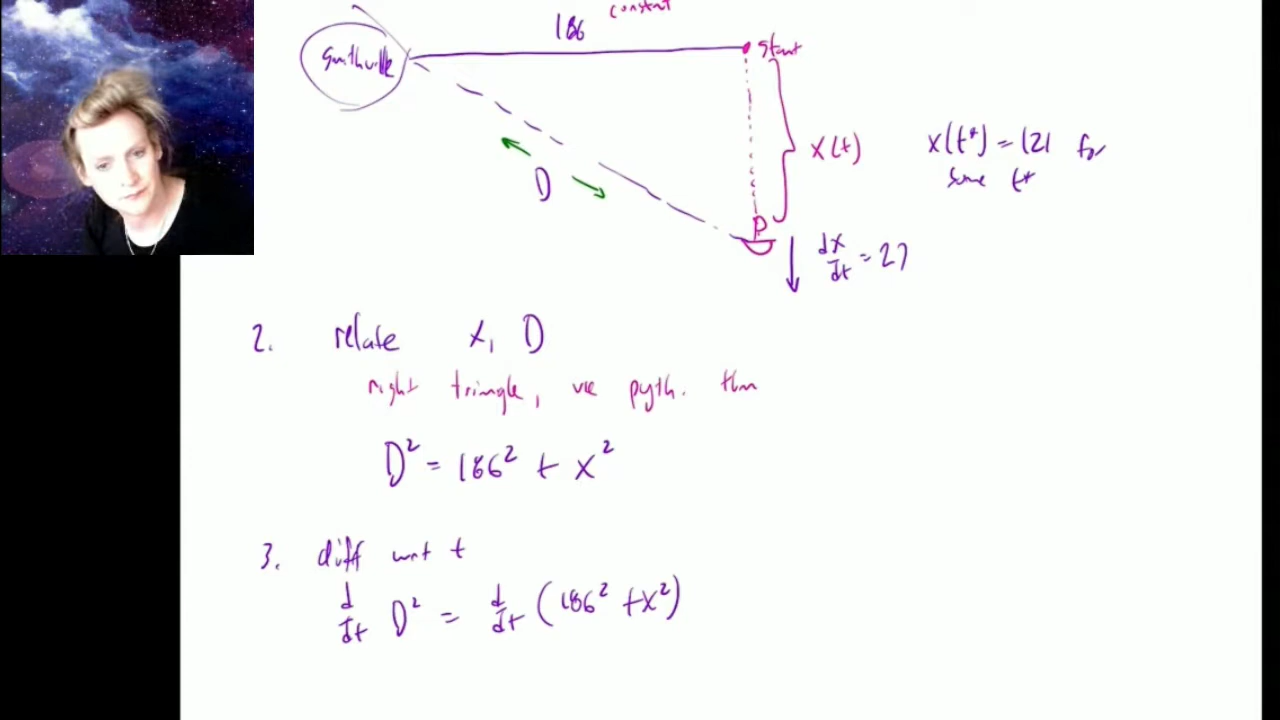 constant
186
Smithville
Start
x(t)
x(t*) = 121 for
some t*
D
P
dx/dt = 27
2. relate x, D
right triangle, use pyth. thm
D² = 186² + x²
3. diff wrt t
d/dt D² = d/dt (186² + x²)